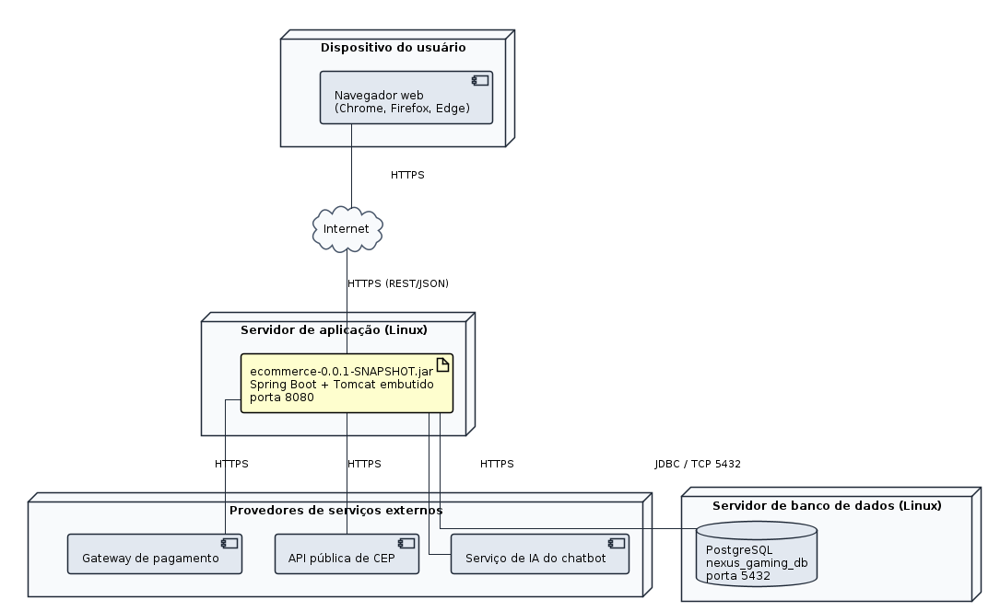 Dispositivo do usuário
Navegador web
(Chrome, Firefox, Edge)
HTTPS
Internet
HTTPS (REST/JSON)
Servidor de aplicação (Linux)
ecommerce-0.0.1-SNAPSHOT.jar
Spring Boot + Tomcat embutido
porta 8080
HTTPS
HTTPS
HTTPS
JDBC / TCP 5432
Provedores de serviços externos
Gateway de pagamento
API pública de CEP
Serviço de IA do chatbot
Servidor de banco de dados (Linux)
PostgreSQL
nexus_gaming_db
porta 5432